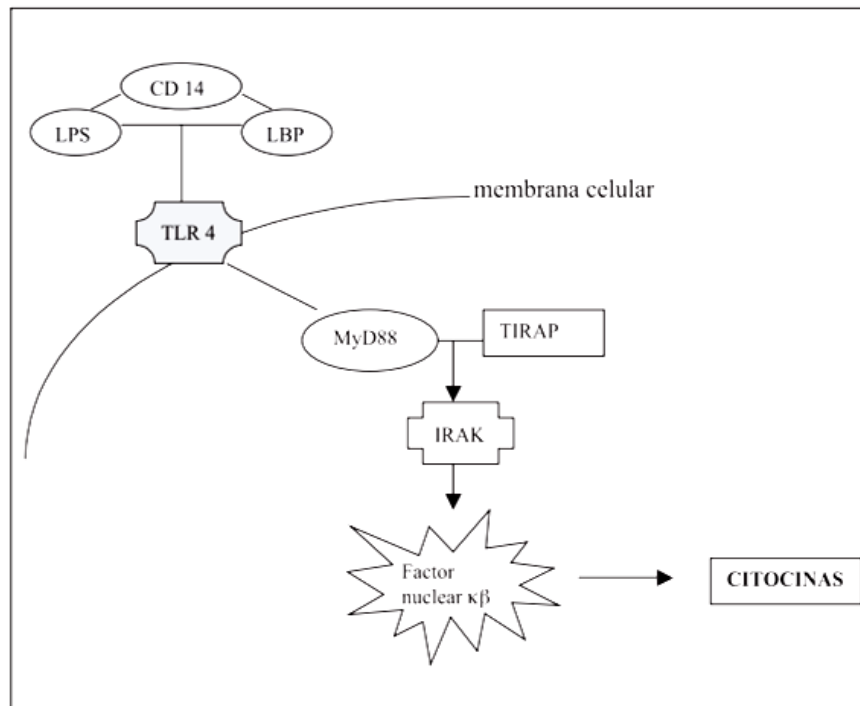 CD 14
LPS
LBP
membrana celular
TLR 4
MyD88
TIRAP
IRAK
Factor
nuclear κβ
CITOCINAS